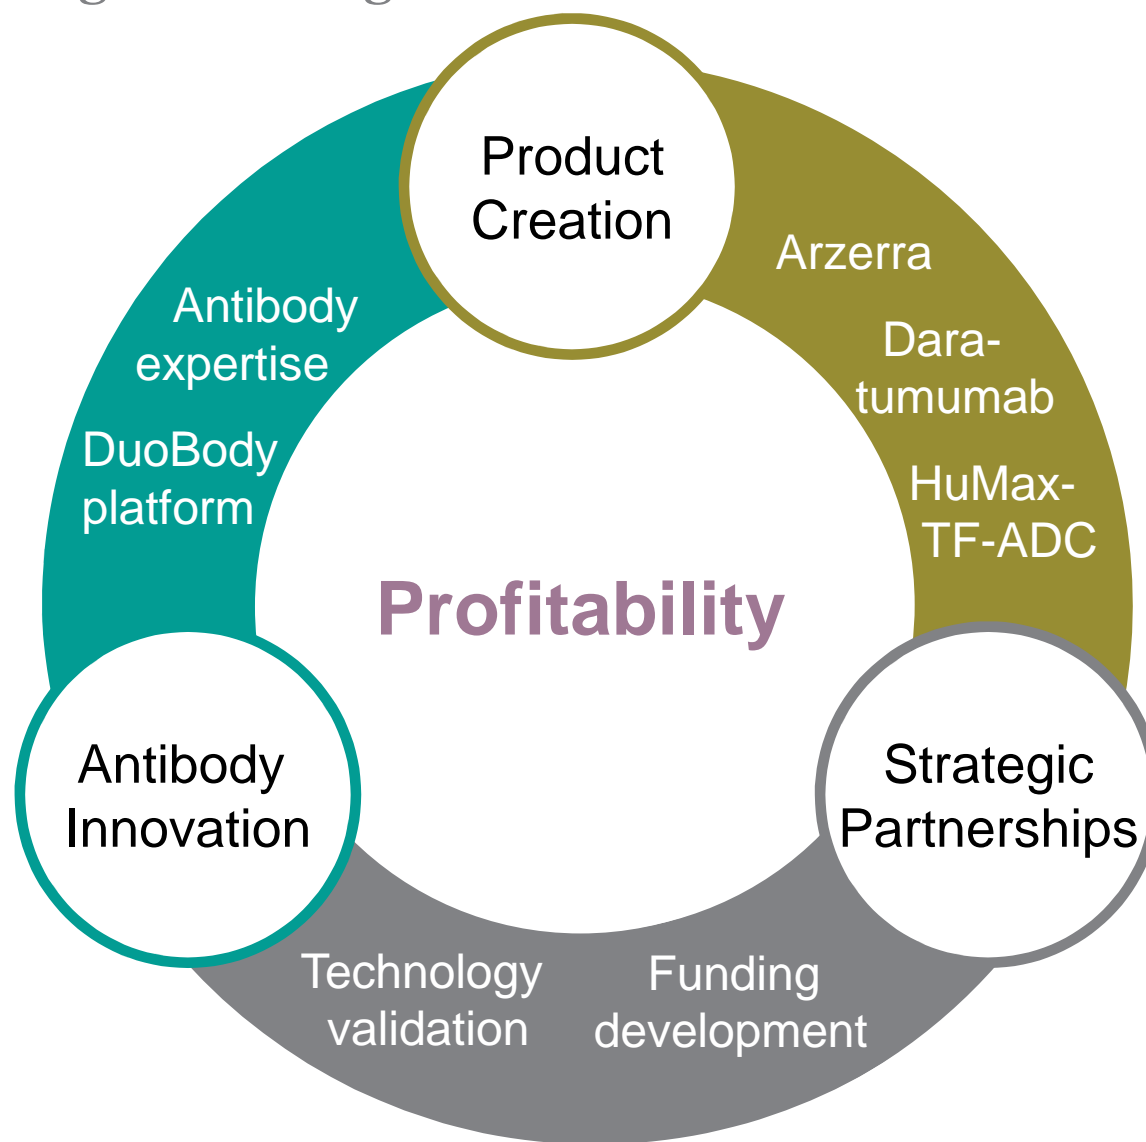 Product
Creation
Arzerra
Dara-
tumumab
HuMax-
TF-ADC
Antibody
expertise
DuoBody
platform
Profitability
Antibody
Innovation
Strategic
Partnerships
Technology
validation
Funding
development